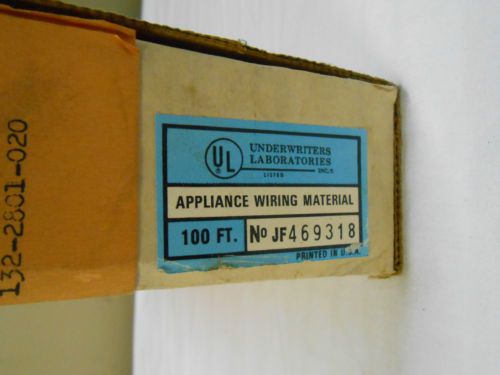 132-2801-020
UL
®
UNDERWRITERS
LABORATORIES
INC.®
LISTED
APPLIANCE WIRING MATERIAL
100 FT.
No JF469318
PRINTED IN U.S.A.